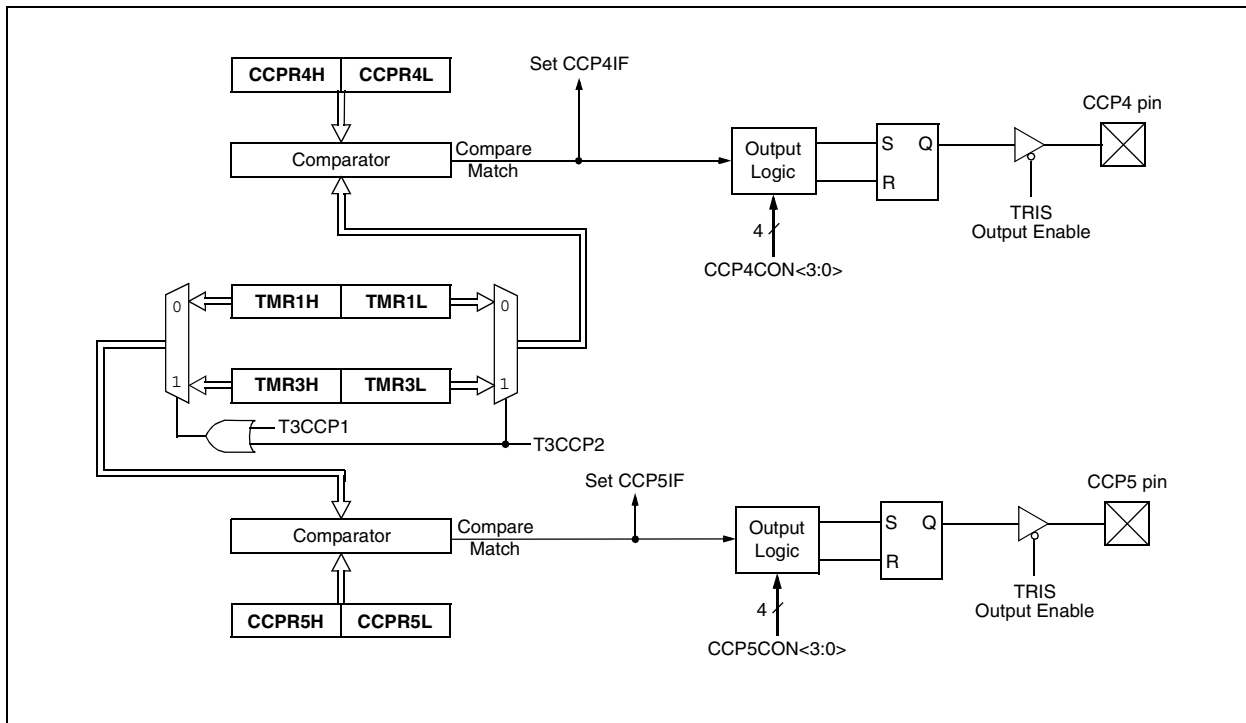 CCPR4H CCPR4L
Set CCP4IF
CCP4 pin
Comparator
Compare
Match
Output
Logic
S Q
R
TRIS
Output Enable
4
CCP4CON<3:0>
0 TMR1H TMR1L 0
1 TMR3H TMR3L 1
T3CCP1
T3CCP2
Set CCP5IF
CCP5 pin
Comparator
Compare
Match
Output
Logic
S Q
R
TRIS
Output Enable
4
CCP5CON<3:0>
CCPR5H CCPR5L